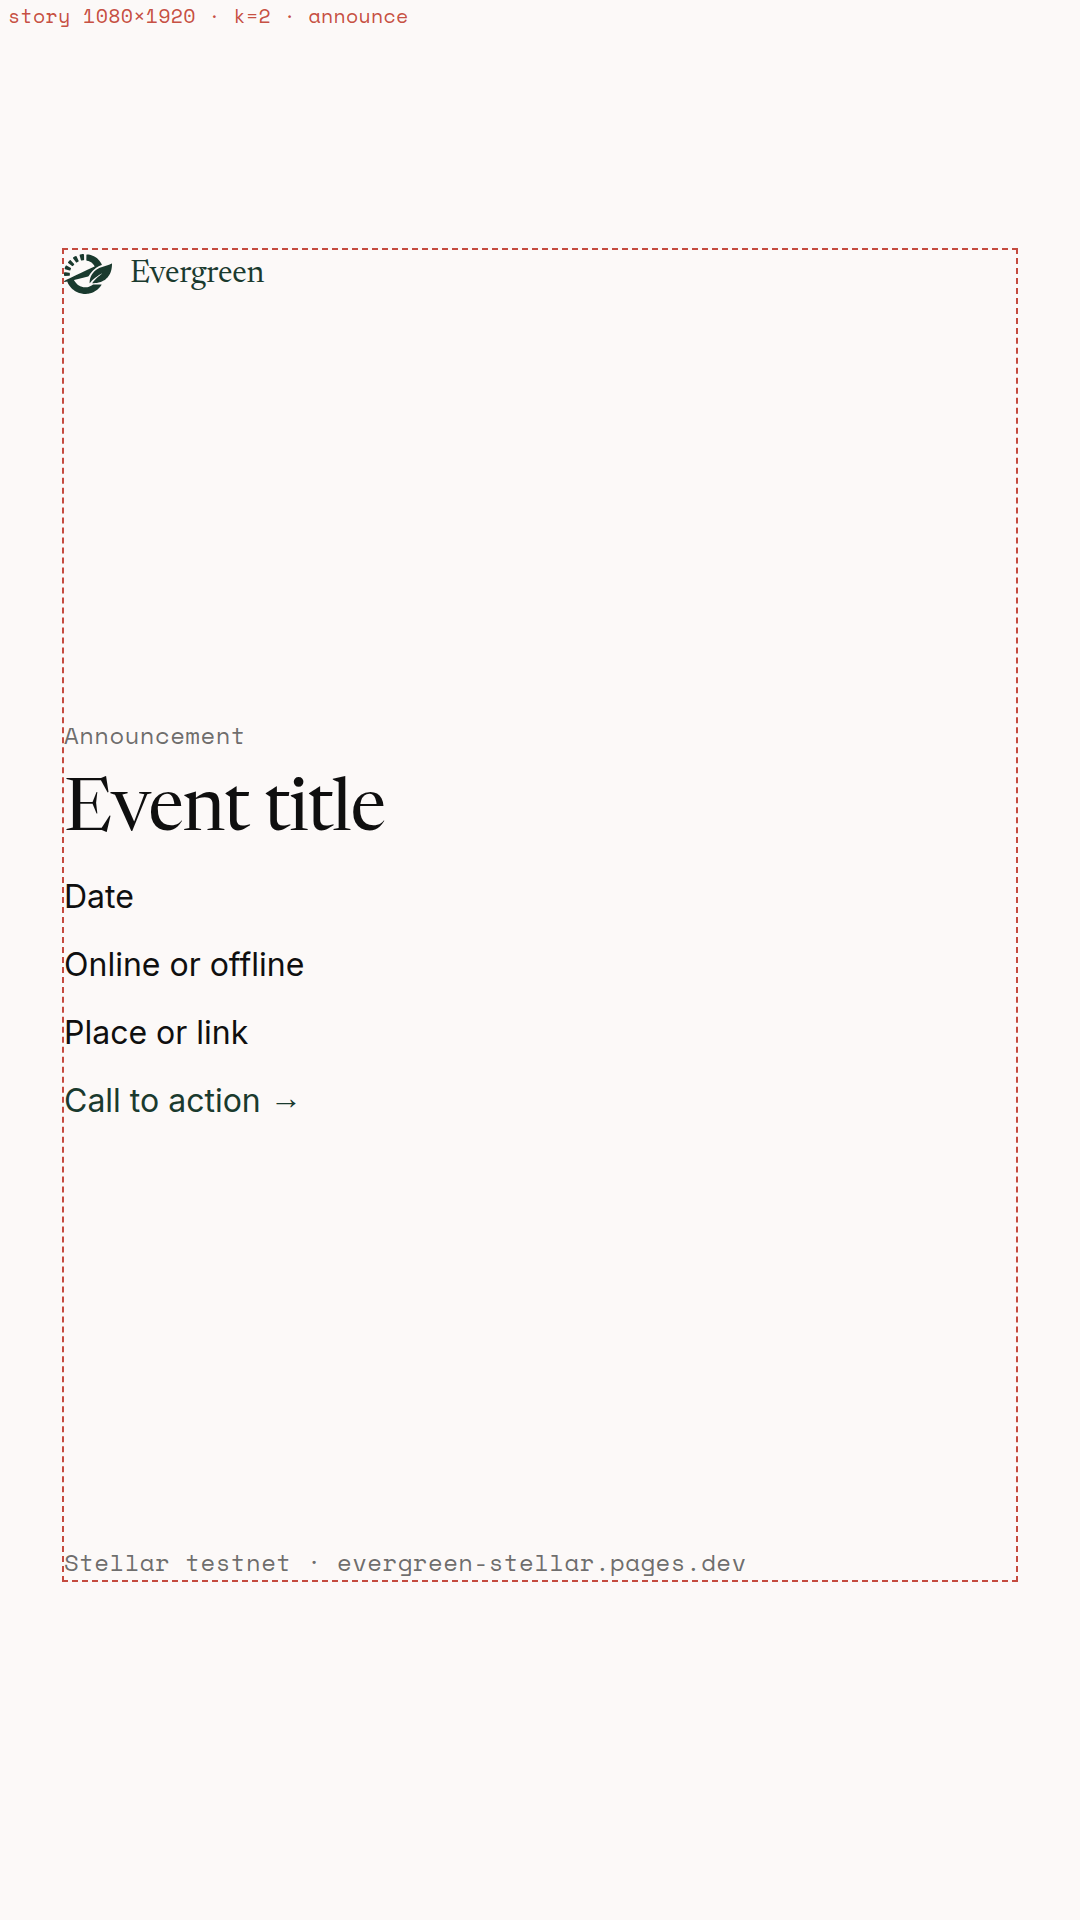 story 1080×1920 · k=2 · announce
Evergreen
Announcement
Event title
Date
Online or offline
Place or link
Call to action →
Stellar testnet · evergreen-stellar.pages.dev